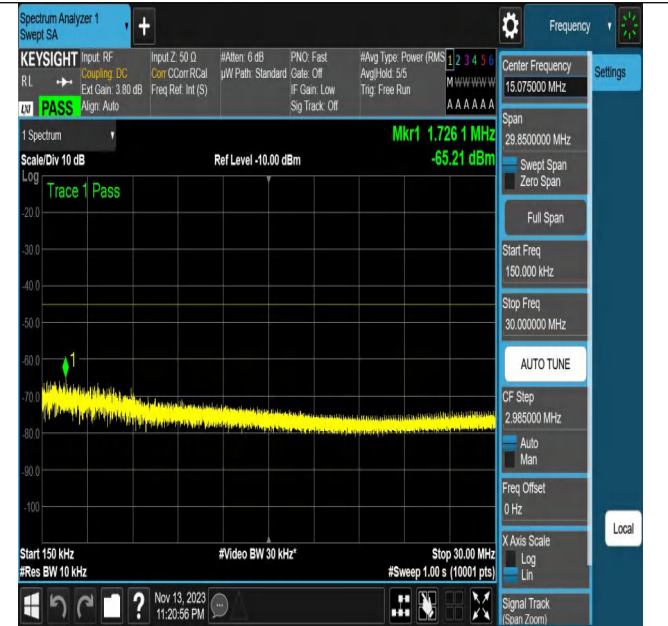 Spectrum Analyzer 1
Swept SA
+
Frequency
KEYSIGHT
RL
LXI
PASS
Input: RF
Coupling: DC
Ext Gain: 3.80 dB
Align: Auto
Input Z: 50 Ω
Corr CCorr RCal
Freq Ref: Int (S)
#Atten: 6 dB
µW Path: Standard
PNO: Fast
Gate: Off
IF Gain: Low
Sig Track: Off
#Avg Type: Power (RMS
Avg|Hold: 5/5
Trig: Free Run
1 2 3 4 5 6
M W W W W W
A A A A A A
1 Spectrum
Scale/Div 10 dB
Ref Level -10.00 dBm
Mkr1 1.726 1 MHz
-65.21 dBm
Log
Trace 1 Pass
-20.0
-30.0
-40.0
-50.0
-60.0
-70.0
-80.0
-90.0
-100
1
Start 150 kHz
#Video BW 30 kHz*
Stop 30.00 MHz
#Res BW 10 kHz
#Sweep 1.00 s (10001 pts)
Center Frequency
15.075000 MHz
Settings
Span
29.8500000 MHz
Swept Span
Zero Span
Full Span
Start Freq
150.000 kHz
Stop Freq
30.000000 MHz
AUTO TUNE
CF Step
2.985000 MHz
Auto
Man
Freq Offset
0 Hz
X Axis Scale
Log
Lin
Local
Signal Track
(Span Zoom)
?
Nov 13, 2023
11:20:56 PM